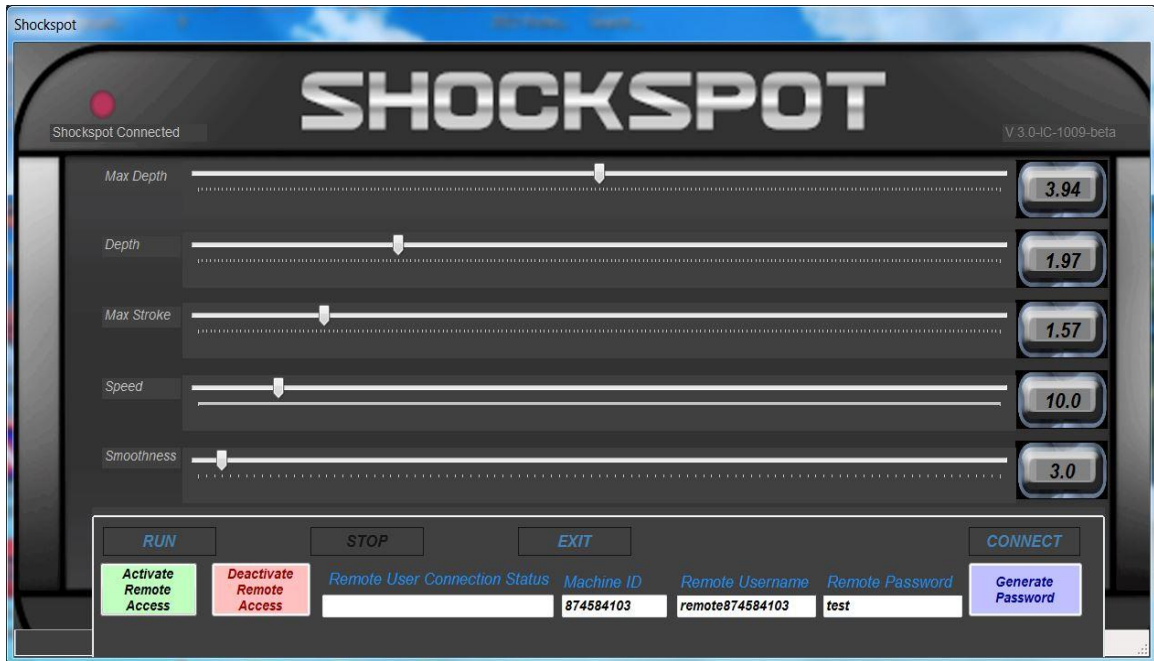 Shockspot
SHOCKSPOT
Shockspot Connected
V 3.0-IC-1009-beta
Max Depth
3.94
Depth
1.97
Max Stroke
1.57
Speed
10.0
Smoothness
3.0
RUN STOP EXIT CONNECT
Activate
Remote
Access
Deactivate
Remote
Access
Remote User Connection Status
Machine ID
874584103
Remote Username
remote874584103
Remote Password
test
Generate
Password